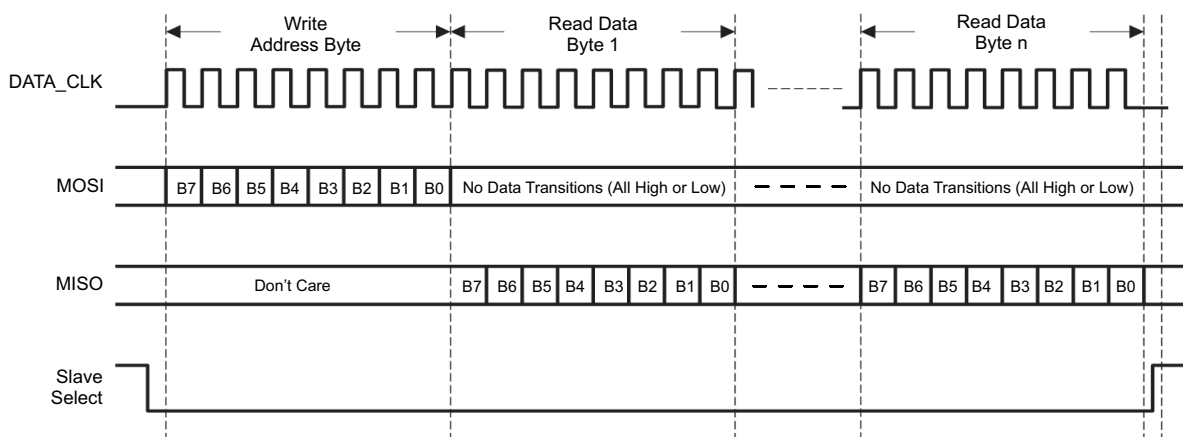 Write
Address Byte
Read Data
Byte 1
Read Data
Byte n
DATA_CLK
MOSI
B7 B6 B5 B4 B3 B2 B1 B0 No Data Transitions (All High or Low) No Data Transitions (All High or Low)
MISO
Don't Care B7 B6 B5 B4 B3 B2 B1 B0 B7 B6 B5 B4 B3 B2 B1 B0
Slave
Select